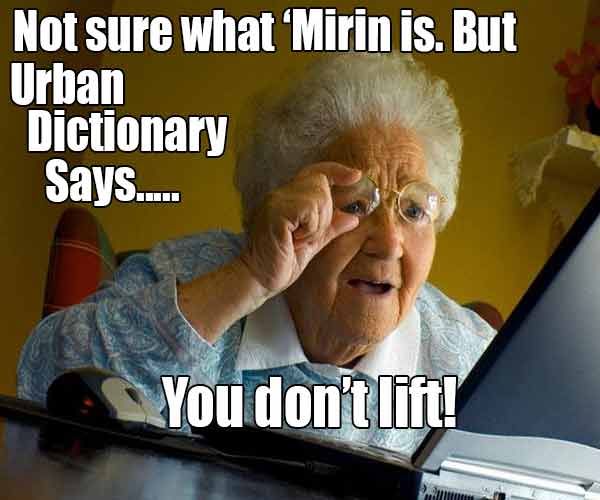 Not sure what ‘Mirin is. But
Urban
Dictionary
Says.....
You don’t lift!